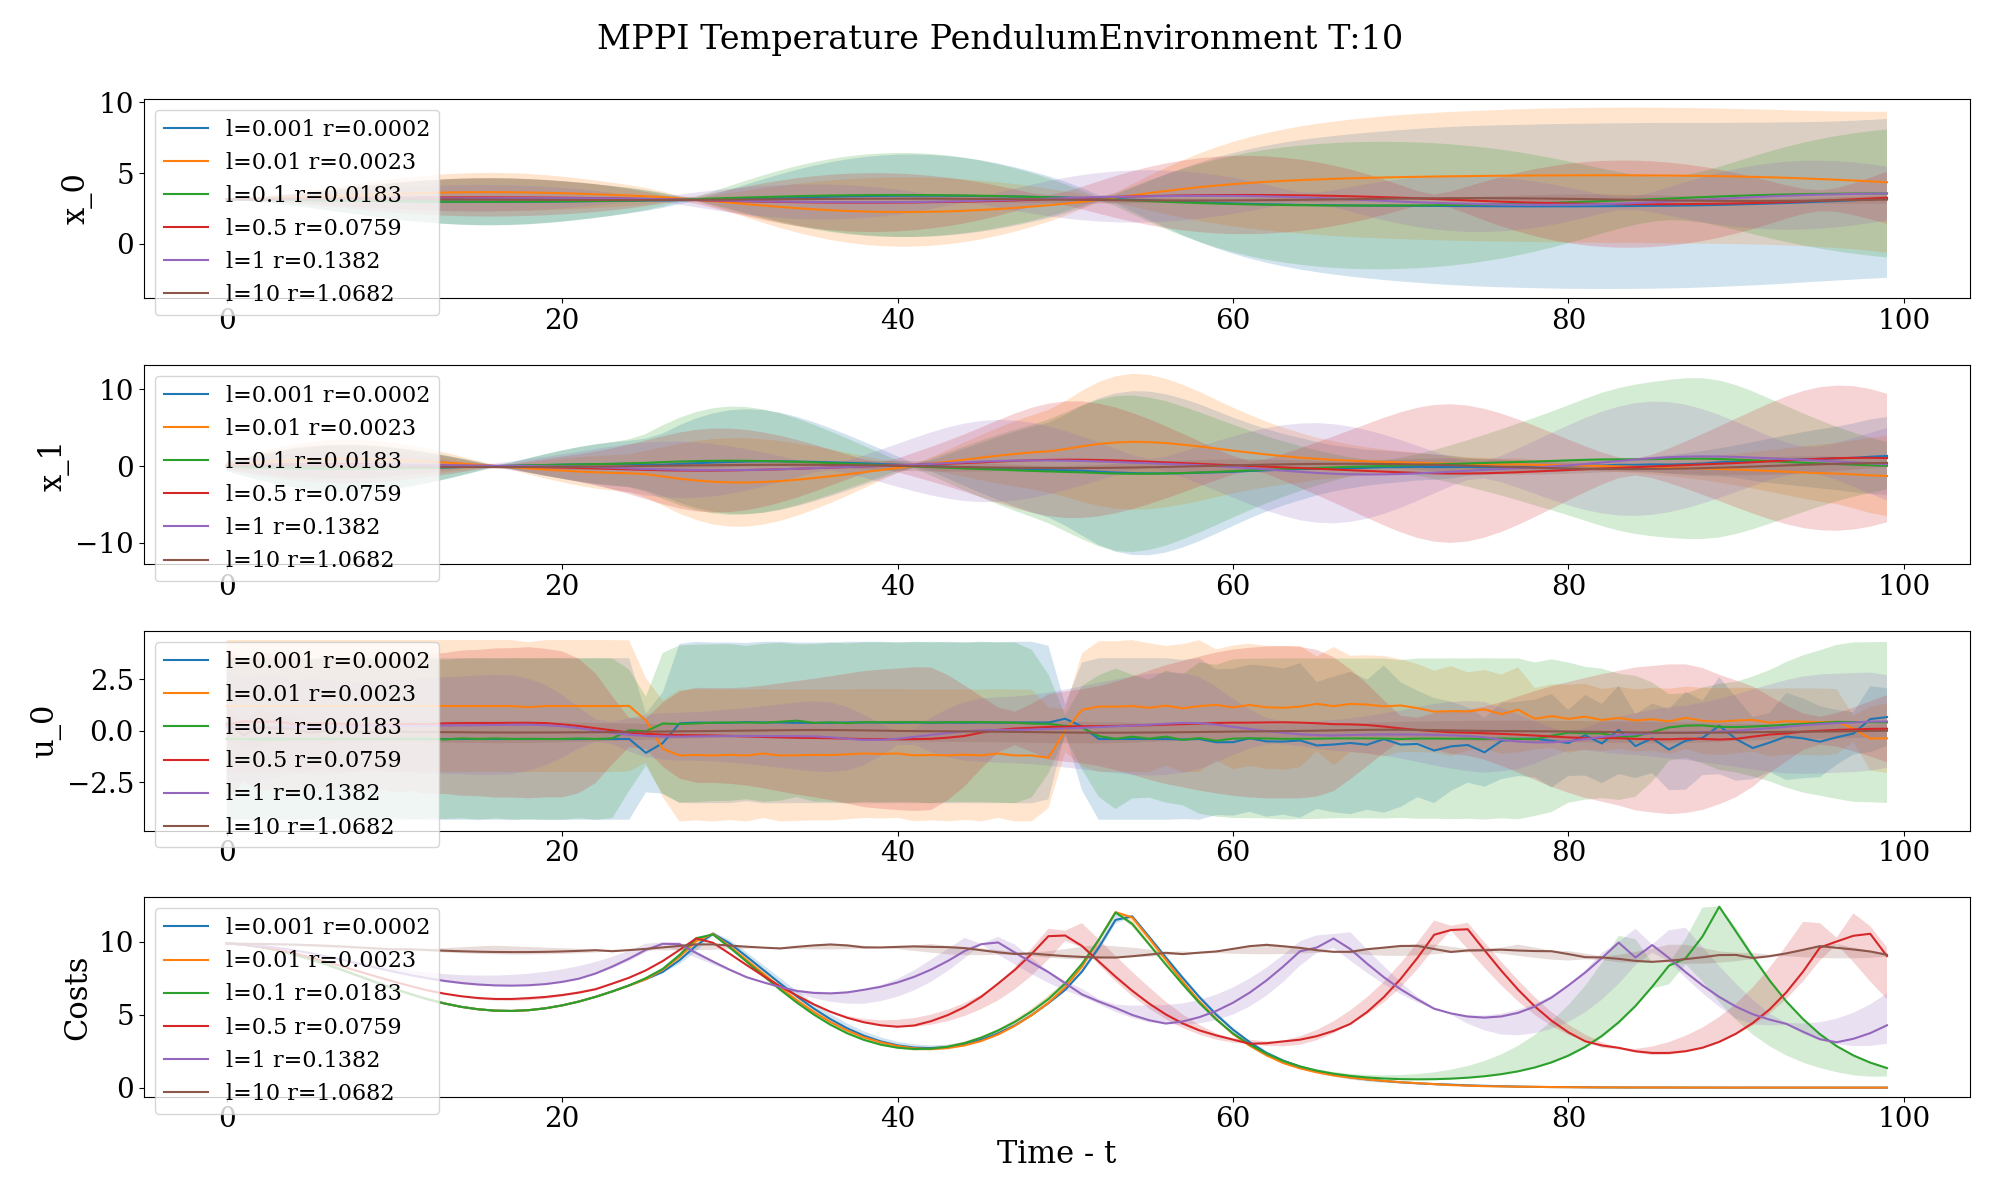 MPPI Temperature PendulumEnvironment T:10
10
5
0
x_0
l=0.001 r=0.0002
l=0.01 r=0.0023
l=0.1 r=0.0183
l=0.5 r=0.0759
l=1 r=0.1382
l=10 r=1.0682
0 20 40 60 80 100
10
0
−10
x_1
l=0.001 r=0.0002
l=0.01 r=0.0023
l=0.1 r=0.0183
l=0.5 r=0.0759
l=1 r=0.1382
l=10 r=1.0682
0 20 40 60 80 100
2.5
0.0
−2.5
u_0
l=0.001 r=0.0002
l=0.01 r=0.0023
l=0.1 r=0.0183
l=0.5 r=0.0759
l=1 r=0.1382
l=10 r=1.0682
0 20 40 60 80 100
10
5
0
Costs
l=0.001 r=0.0002
l=0.01 r=0.0023
l=0.1 r=0.0183
l=0.5 r=0.0759
l=1 r=0.1382
l=10 r=1.0682
0 20 40 60 80 100
Time - t